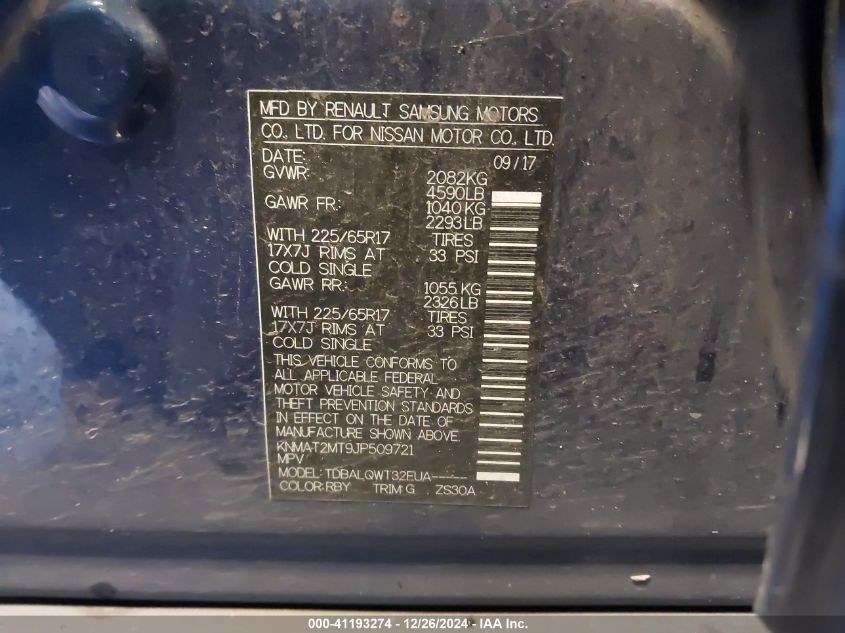 MFD BY RENAULT SAMSUNG MOTORS
CO., LTD. FOR NISSAN MOTOR CO., LTD.
DATE: 09/17
GVWR: 2082KG
4590LB
GAWR FR: 1040KG
2293LB
WITH 225/65R17 TIRES
17X7J RIMS AT 33 PSI
COLD SINGLE
GAWR RR: 1055KG
2326LB
WITH 225/65R17 TIRES
17X7J RIMS AT 33 PSI
COLD SINGLE
THIS VEHICLE CONFORMS TO
ALL APPLICABLE FEDERAL
MOTOR VEHICLE SAFETY AND
THEFT PREVENTION STANDARDS
IN EFFECT ON THE DATE OF
MANUFACTURE SHOWN ABOVE.
KNMAT2MT9JP509721
MPV
MODEL: TDBALQWT32EUA-----
COLOR:RBY TRIM:G ZS30A
000-41193274 - 12/26/2024 - IAA Inc.